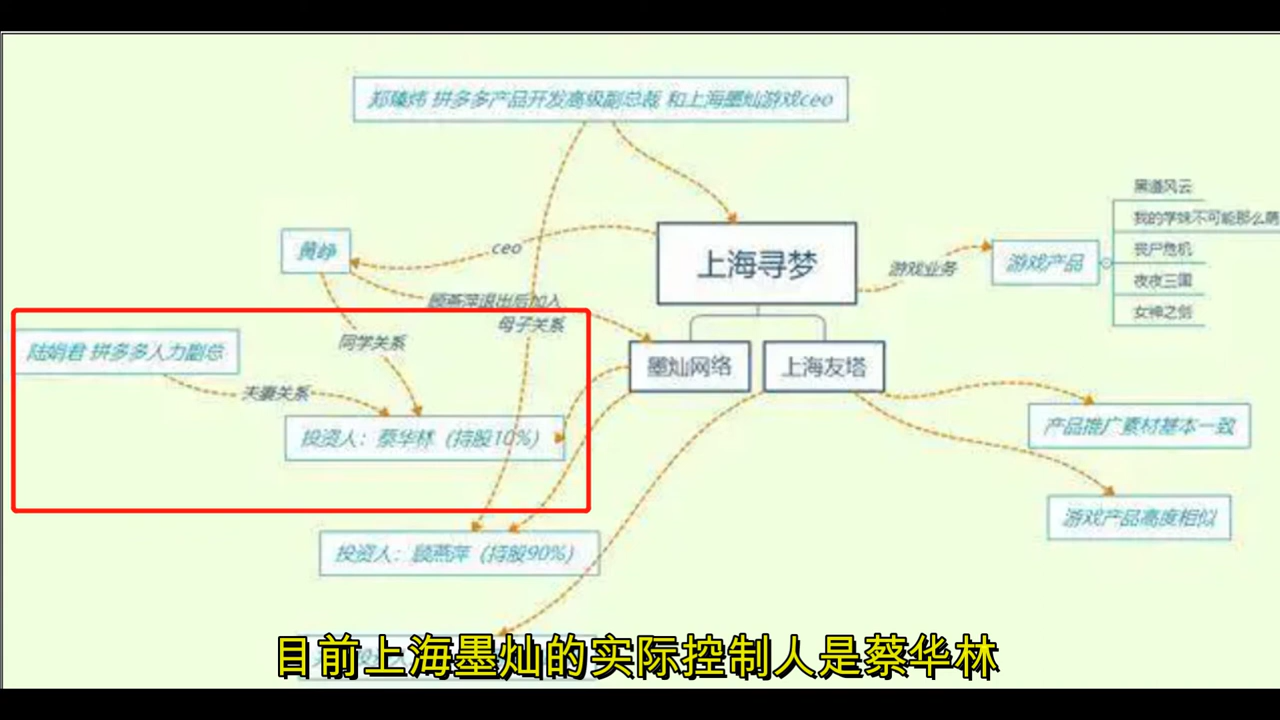 郑臻炜 拼多多产品开发高级副总裁 和上海墨灿游戏ceo
黑道风云
我的学妹不可能那么萌
丧尸危机
夜夜三国
女神之剑
黄峥
ceo
上海寻梦
游戏业务
游戏产品
顾燕萍退出后加入
母子关系
同学关系
陆娟君 拼多多人力副总
夫妻关系
墨灿网络
上海友塔
投资人：蔡华林（持股10%）
产品推广素材基本一致
游戏产品高度相似
投资人：顾燕萍（持股90%）
目前上海墨灿的实际控制人是蔡华林